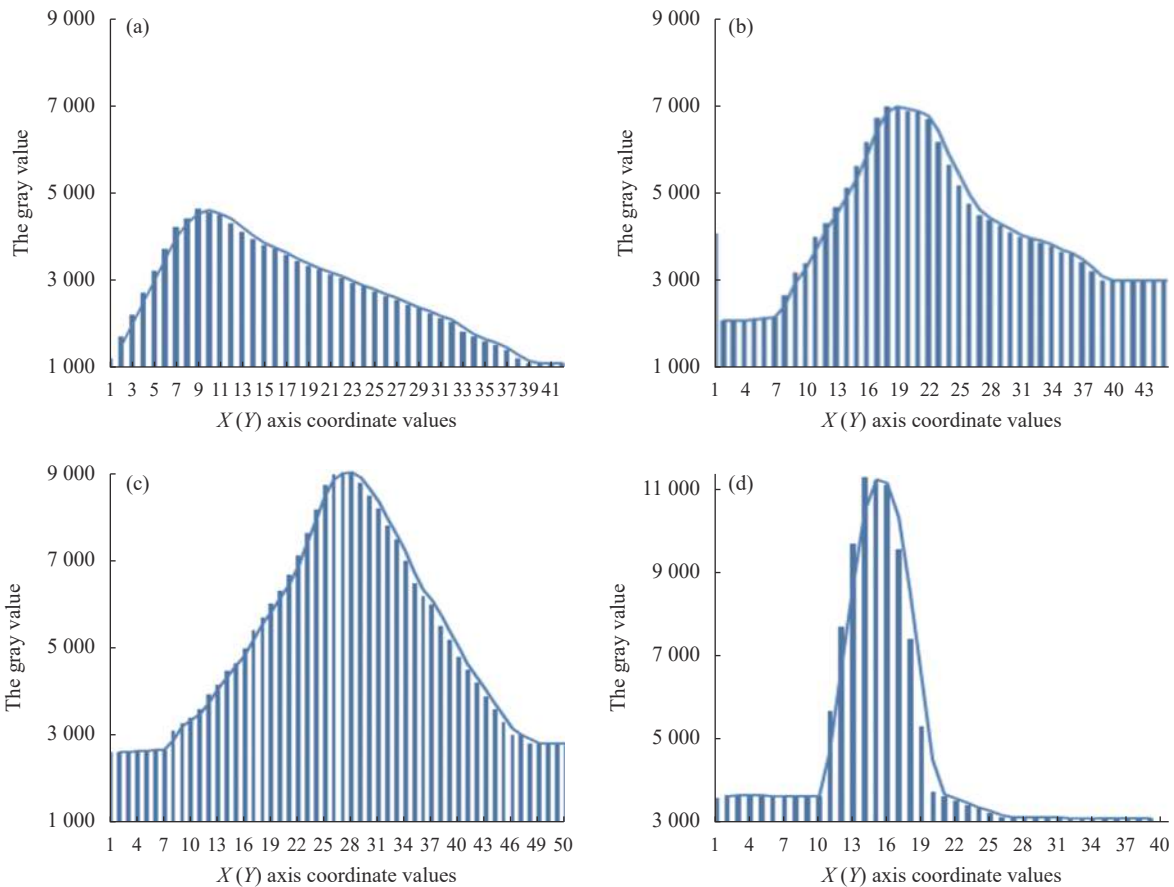 (a)
9 000
7 000
5 000
3 000
1 000
The gray value
1 3 5 7 9 11 13 15 17 19 21 23 25 27 29 31 33 35 37 39 41
X (Y) axis coordinate values
(b)
9 000
7 000
5 000
3 000
1 000
The gray value
1 4 7 10 13 16 19 22 25 28 31 34 37 40 43
X (Y) axis coordinate values
(c)
9 000
7 000
5 000
3 000
1 000
The gray value
1 4 7 10 13 16 19 22 25 28 31 34 37 40 43 46 49 50
X (Y) axis coordinate values
(d)
11 000
9 000
7 000
5 000
3 000
The gray value
1 4 7 10 13 16 19 22 25 28 31 34 37 40
X (Y) axis coordinate values